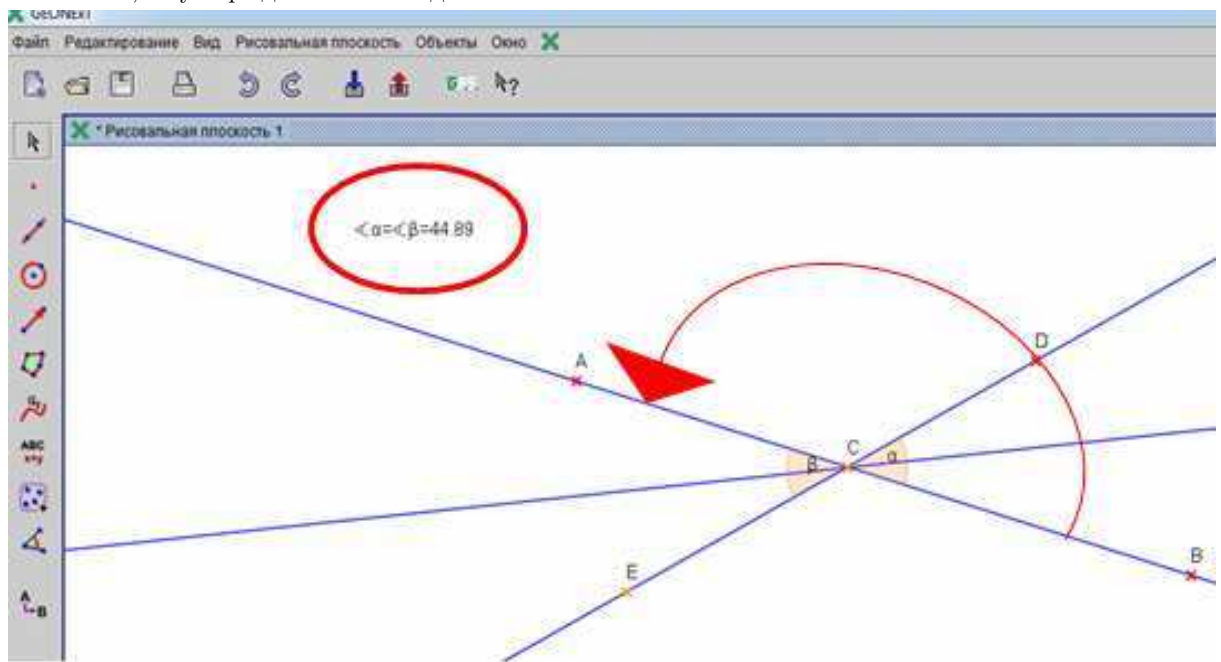 GEONExT
Файл Редактирование Вид Рисовальная плоскость Объекты Окно
* Рисовальная плоскость 1
∢α=∢β=44.89
A
D
C
β
α
E
B
ABC
x=y
A
B